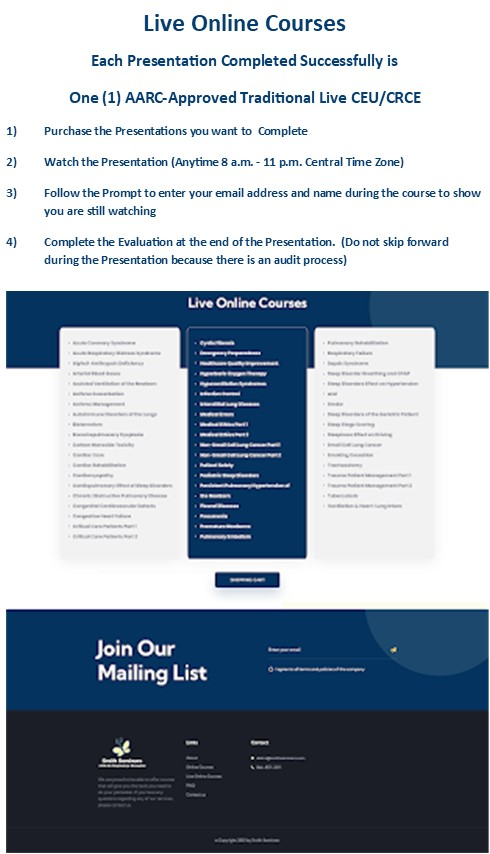 Live Online Courses
Each Presentation Completed Successfully is
One (1) AARC-Approved Traditional Live CEU/CRCE
1) Purchase the Presentations you want to Complete
2) Watch the Presentation (Anytime 8 a.m. - 11 p.m. Central Time Zone)
3) Follow the Prompt to enter your email address and name during the course to show
you are still watching
4) Complete the Evaluation at the end of the Presentation. (Do not skip forward
during the Presentation because there is an audit process)
Live Online Courses
Acute Coronary Syndrome
Acute Respiratory Distress Syndrome
Alpha-1 Antitrypsin Deficiency
Arterial Blood Gases
Assisted Ventilation of the Newborn
Asthma Exacerbation
Asthma Management
Autoimmune Disorders of the Lungs
Bioterrorism
Bronchopulmonary Dysplasia
Carbon Monoxide Toxicity
Cardiac Rehabilitation
Cardiomyopathy
Cardiopulmonary Effect of Sleep Disorders
Chronic Obstructive Pulmonary Disease
Congestive Heart Failure
Critical Care Patients Part 1
Critical Care Patients Part 2
Cystic Fibrosis
Emergency Preparedness
Healthcare Quality Improvement
Hyperbaric Oxygen Therapy
Hypoventilation Syndromes
Infection Control
Interstitial Lung Diseases
Medical Errors
Medical Ethics Part 1
Medical Ethics Part 2
Non-Small Cell Lung Cancer Part 1
Non-Small Cell Lung Cancer Part 2
Patient Safety
Pediatric Sleep Disorders
Persistent Pulmonary Hypertension of
the Newborn
Pleural Diseases
Pneumonia
Premature Newborns
Pulmonary Embolism
Pulmonary Rehabilitation
Respiratory Failure
Sepsis Syndrome
Sleep Disorder Breathing and CPAP
Sleep Disorders Effect on Hypertension
Sleep Disorders of the Geriatric Patient
Sleep Stage Scoring
Sleepiness Effect on Driving
Small Cell Lung Cancer
Smoking Cessation
Tracheostomy
Trauma Patient Management Part 1
Trauma Patient Management Part 2
Tuberculosis
Ventilation & Heart-Lung Interx
SHOPPING CART
Join Our
Mailing List
Enter your email
I agree to all terms and policies of the company
Smith Seminars
Links
About
Online Courses
Live Online Courses
FAQ
Contact us
Contact